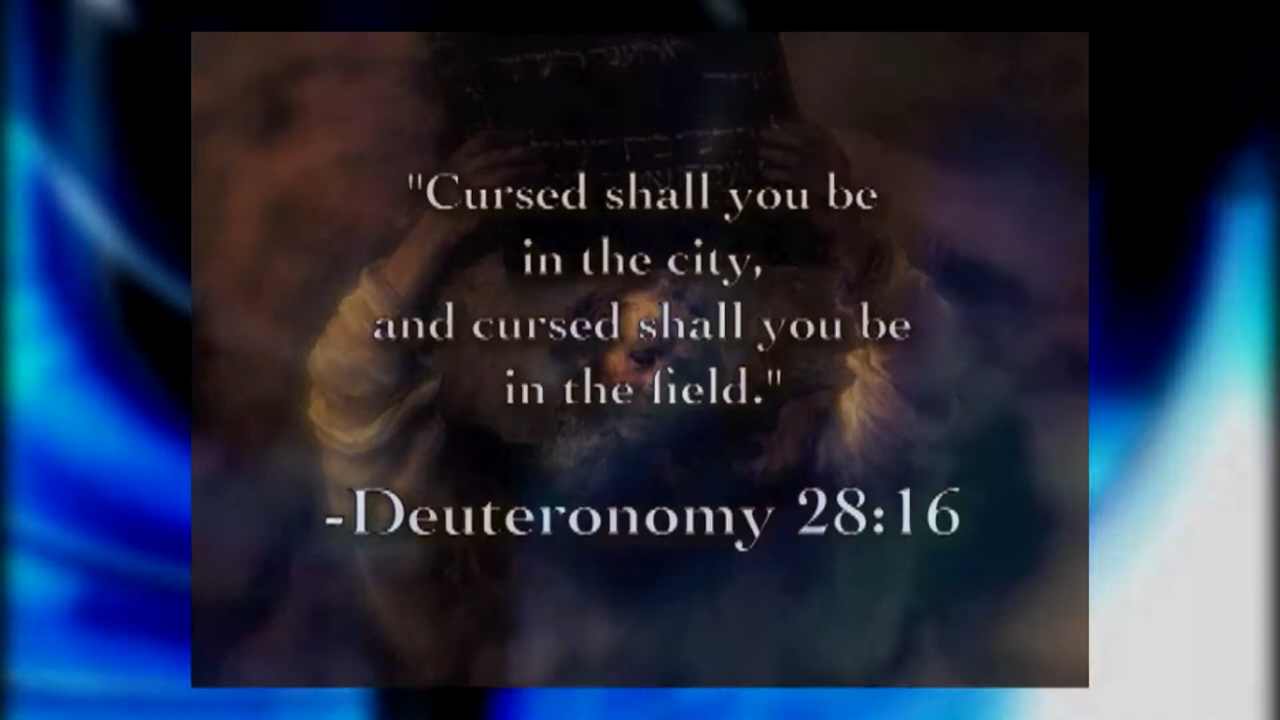 "Cursed shall you be
in the city,
and cursed shall you be
in the field."
-Deuteronomy 28:16